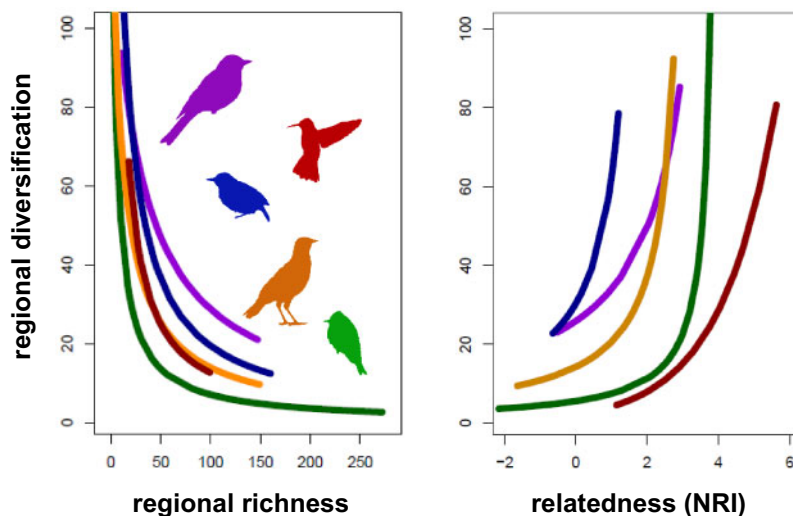 regional diversification
0 20 40 60 80 100
0 50 100 150 200 250
regional richness
0 20 40 60 80 100
−2 0 2 4 6
relatedness (NRI)